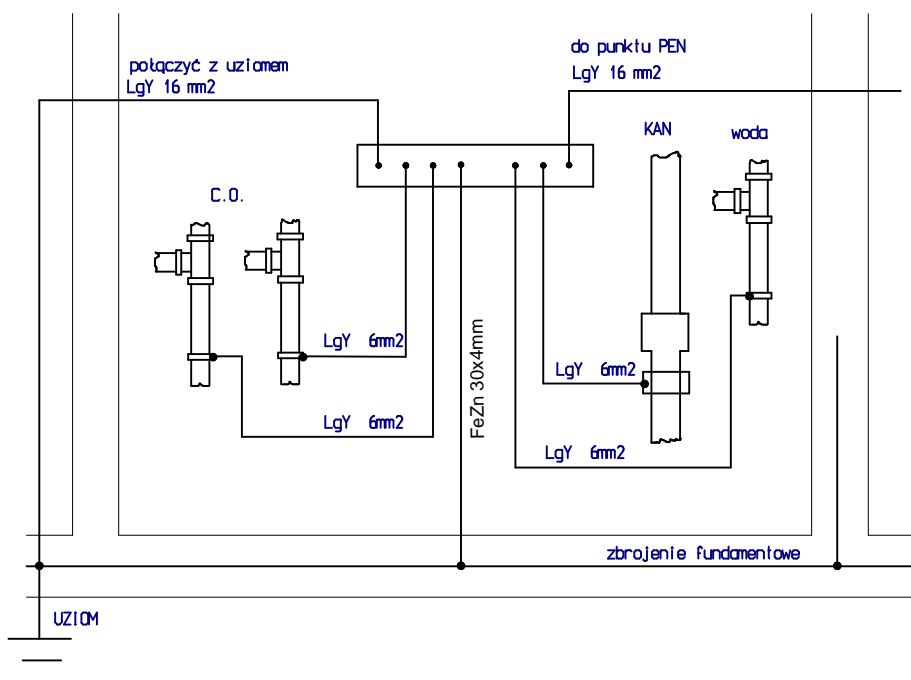 do punktu PEN
LgY 16 mm2
połączyć z uziomem
LgY 16 mm2
KAN
woda
C.O.
LgY 6mm2
FeZn 30x4mm
LgY 6mm2
LgY 6mm2
LgY 6mm2
zbrojenie fundamentowe
UZIOM